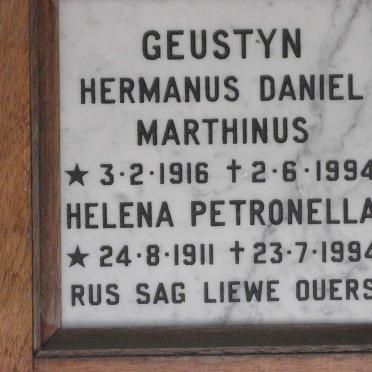 GEUSTYN
HERMANUS DANIEL
MARTHINUS
★ 3·2·1916 †2·6·1994
HELENA PETRONELLA
★ 24·8·1911 †23·7·1994
RUS SAG LIEWE OUERS